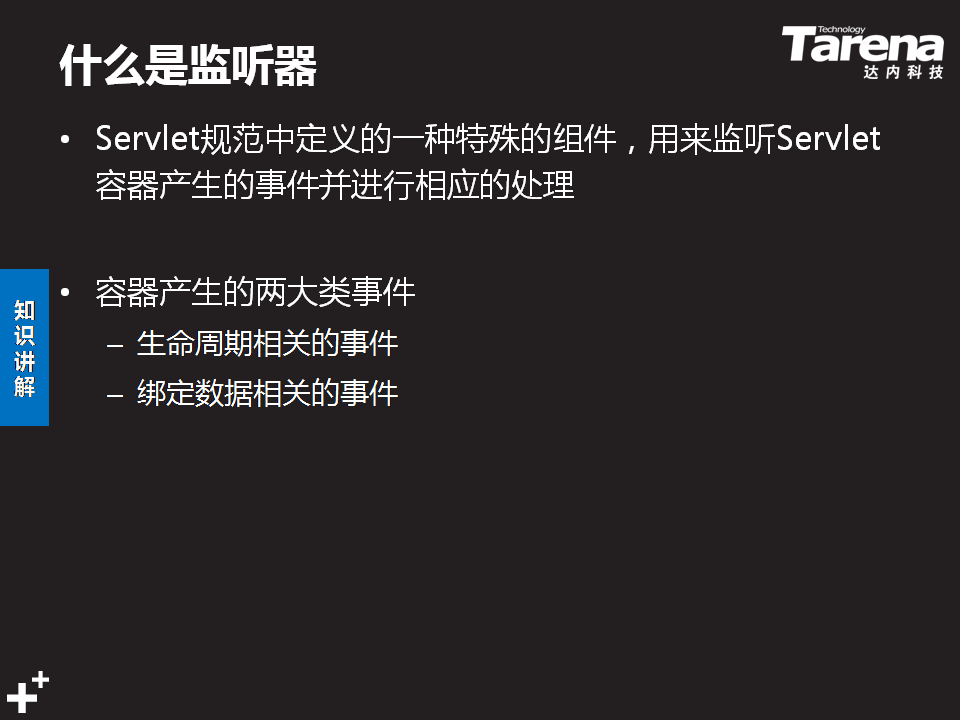 什么是监听器
Technology
Tarena
达内科技
• Servlet规范中定义的一种特殊的组件，用来监听Servlet
容器产生的事件并进行相应的处理
• 容器产生的两大类事件
– 生命周期相关的事件
– 绑定数据相关的事件
知
识
讲
解